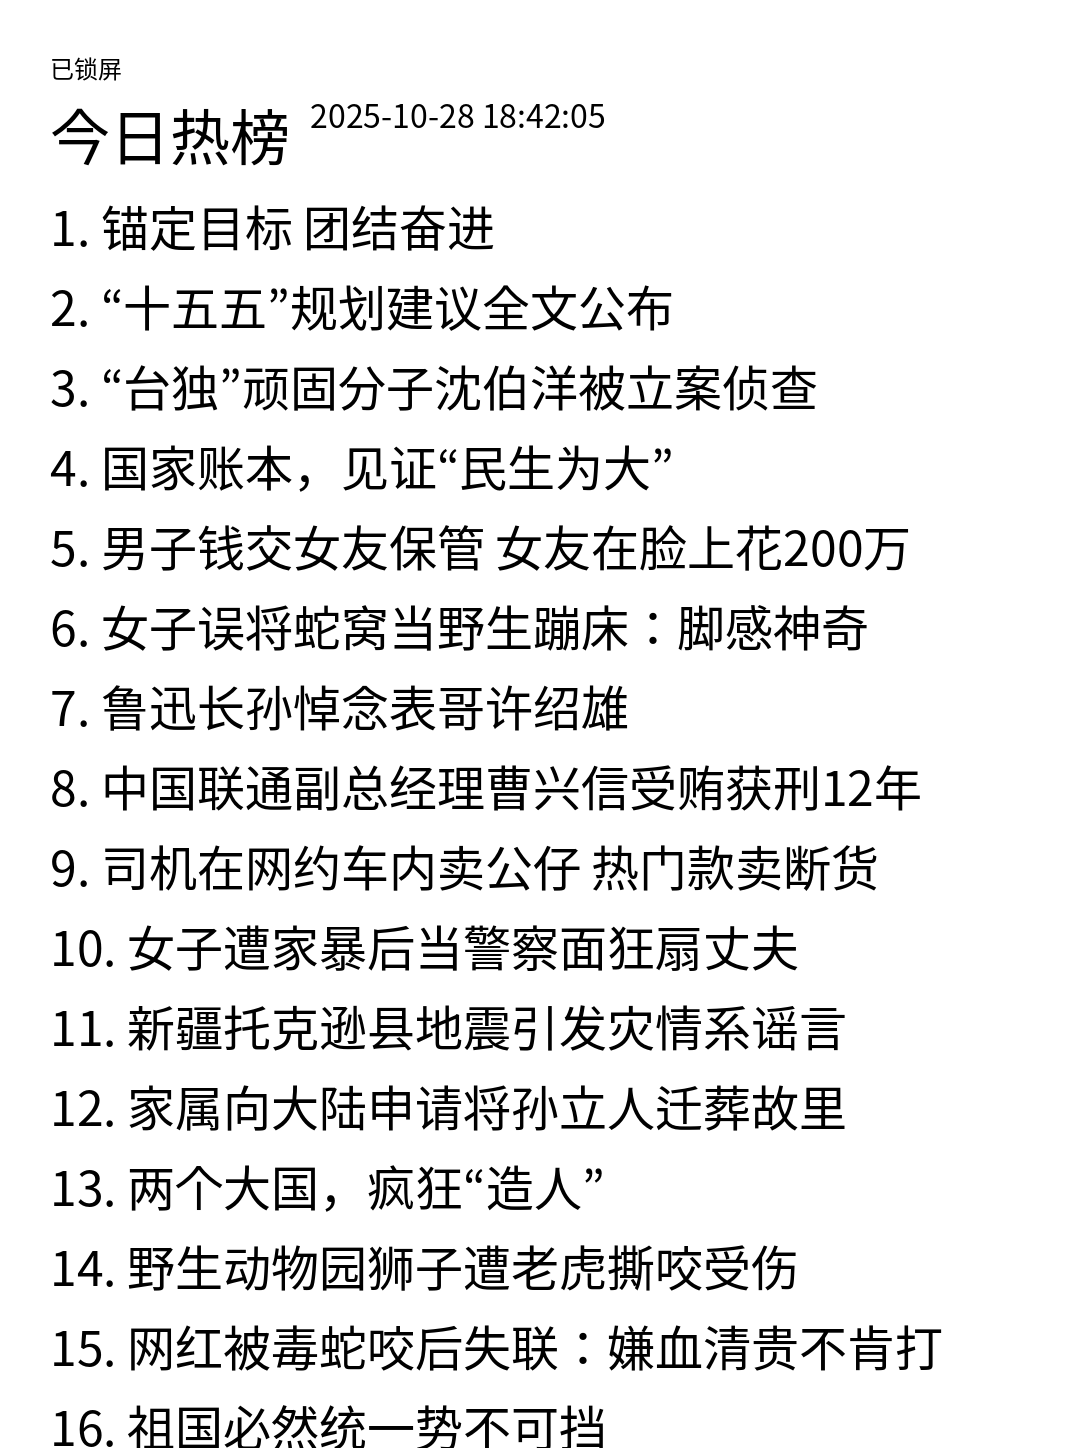 已锁屏
今日热榜 2025-10-28 18:42:05
1. 锚定目标 团结奋进
2. “十五五”规划建议全文公布
3. “台独”顽固分子沈伯洋被立案侦查
4. 国家账本，见证“民生为大”
5. 男子钱交女友保管 女友在脸上花200万
6. 女子误将蛇窝当野生蹦床：脚感神奇
7. 鲁迅长孙悼念表哥许绍雄
8. 中国联通副总经理曹兴信受贿获刑12年
9. 司机在网约车内卖公仔 热门款卖断货
10. 女子遭家暴后当警察面狂扇丈夫
11. 新疆托克逊县地震引发灾情系谣言
12. 家属向大陆申请将孙立人迁葬故里
13. 两个大国，疯狂“造人”
14. 野生动物园狮子遭老虎撕咬受伤
15. 网红被毒蛇咬后失联：嫌血清贵不肯打
16. 祖国必然统一势不可挡